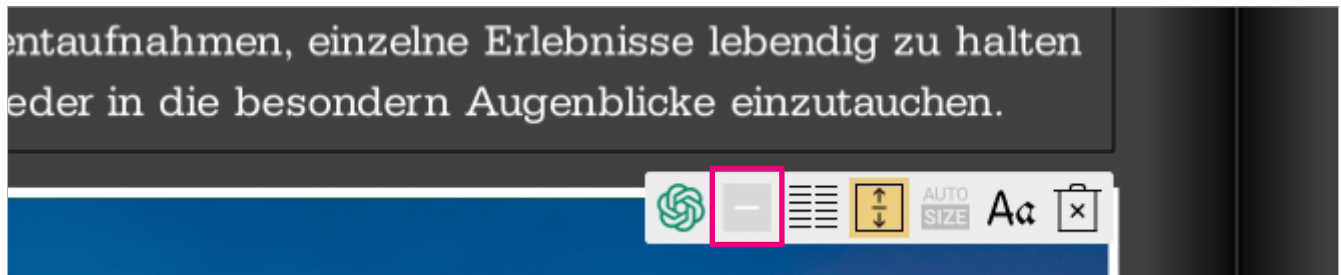 entaufnahmen, einzelne Erlebnisse lebendig zu halten
eder in die besondern Augenblicke einzutauchen.
AUTO
SIZE
Aa